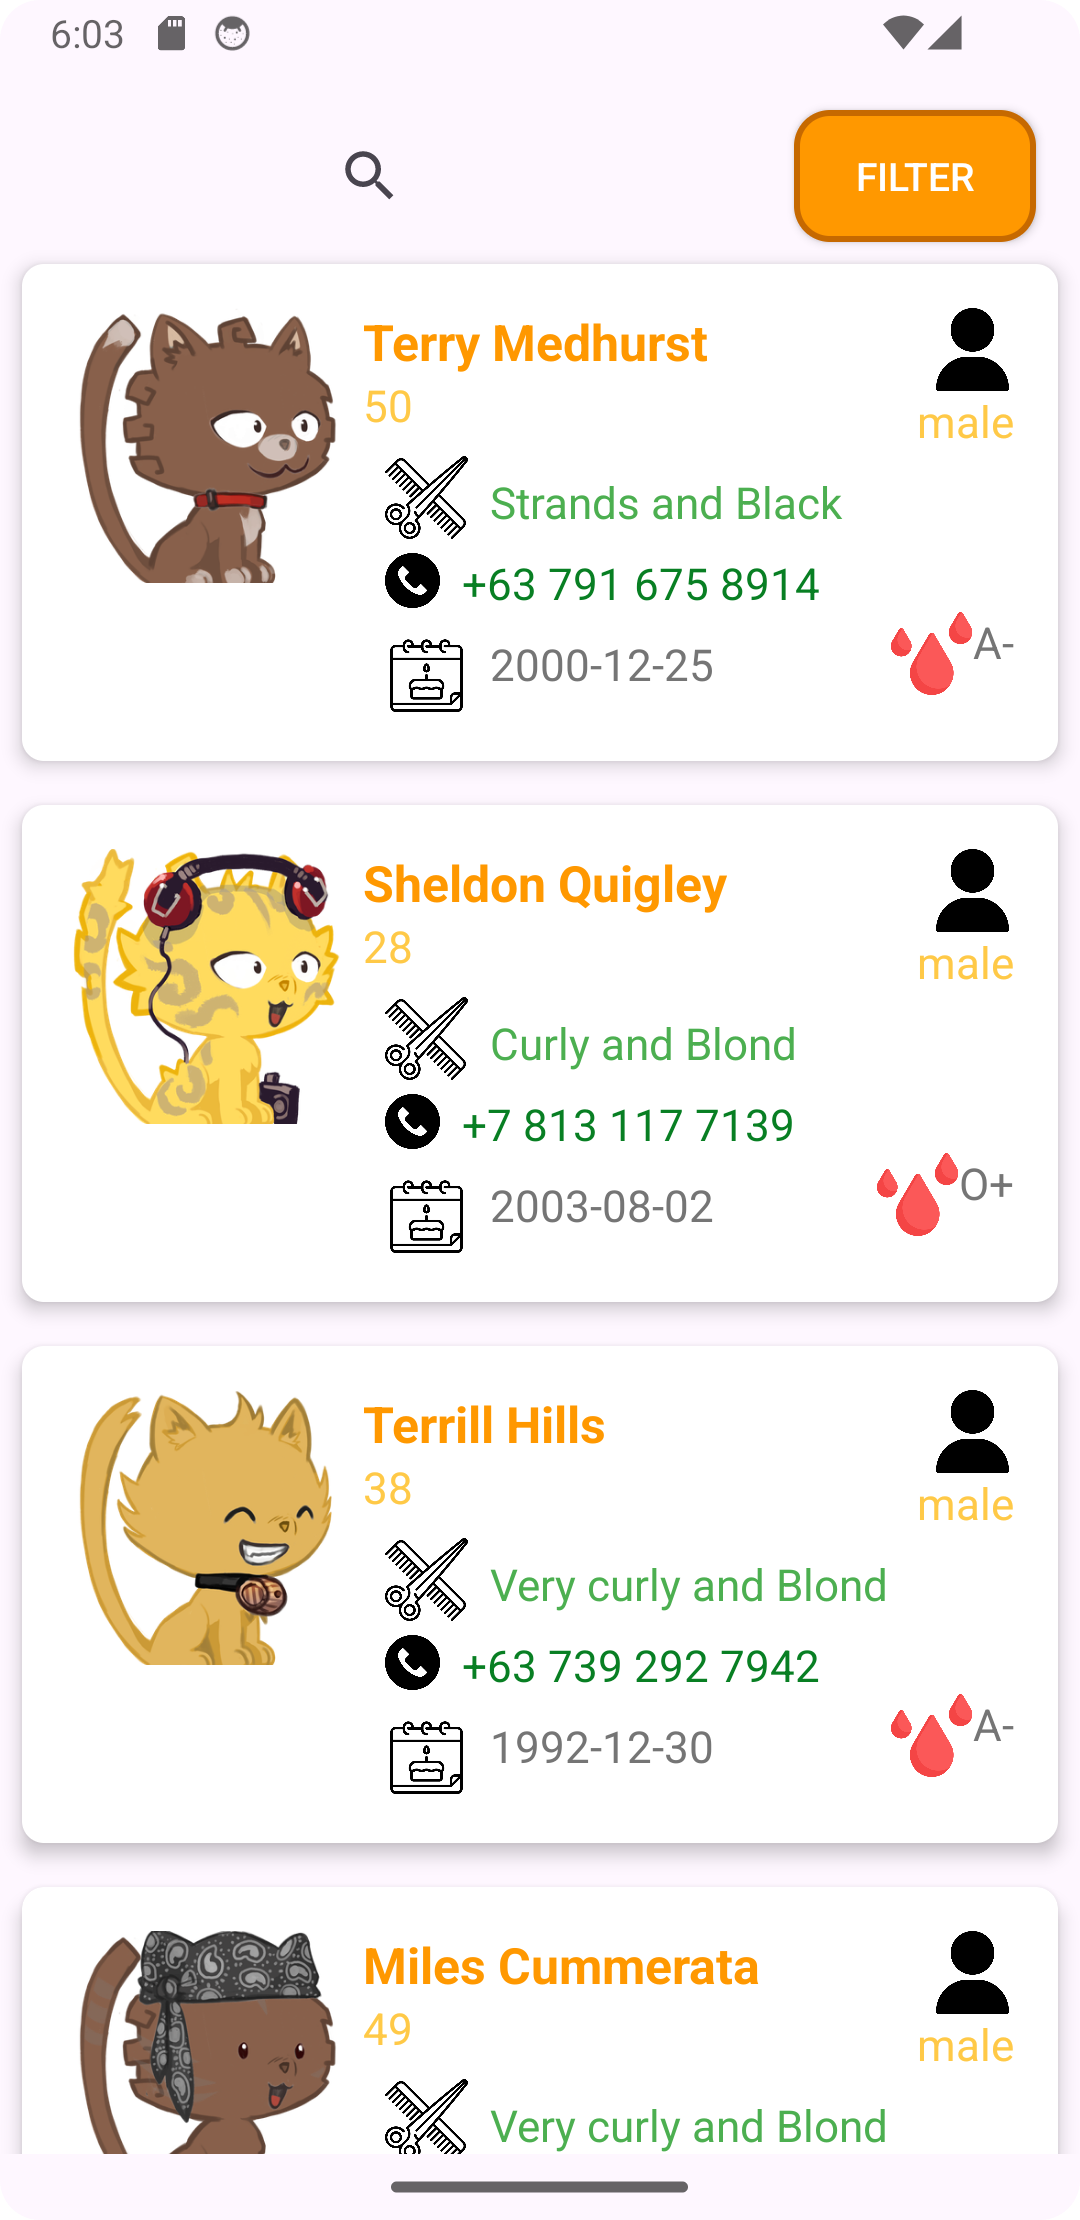 6:03
FILTER
Terry Medhurst
50
male
Strands and Black
+63 791 675 8914
2000-12-25
A-
Sheldon Quigley
28
male
Curly and Blond
+7 813 117 7139
2003-08-02
O+
Terrill Hills
38
male
Very curly and Blond
+63 739 292 7942
1992-12-30
A-
Miles Cummerata
49
male
Very curly and Blond